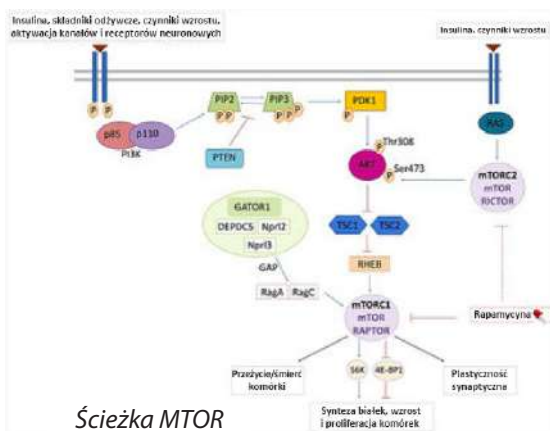 Insulina, składniki odżywcze, czynniki wzrostu,
aktywacja kanałów i receptorów neuronowych
Insulina, czynniki wzrostu
P P
p85 p110
PI3K
PIP2
P P
PIP3
P P P
PTEN
PDK1
P
RAS
P Thr308
AKT
P Ser473
mTORC2
mTOR
RICTOR
TSC1 TSC2
GATOR1
DEPDC5 Nprl2
Nprl3
GAP
RagA RagC
RHEB
mTORC1
mTOR
RAPTOR
Rapamycyna
Przeżycie/śmierć
komórki
S6K 4E-BP1
Plastyczność
synaptyczna
Synteza białek, wzrost
i proliferacja komórek
Ścieżka MTOR